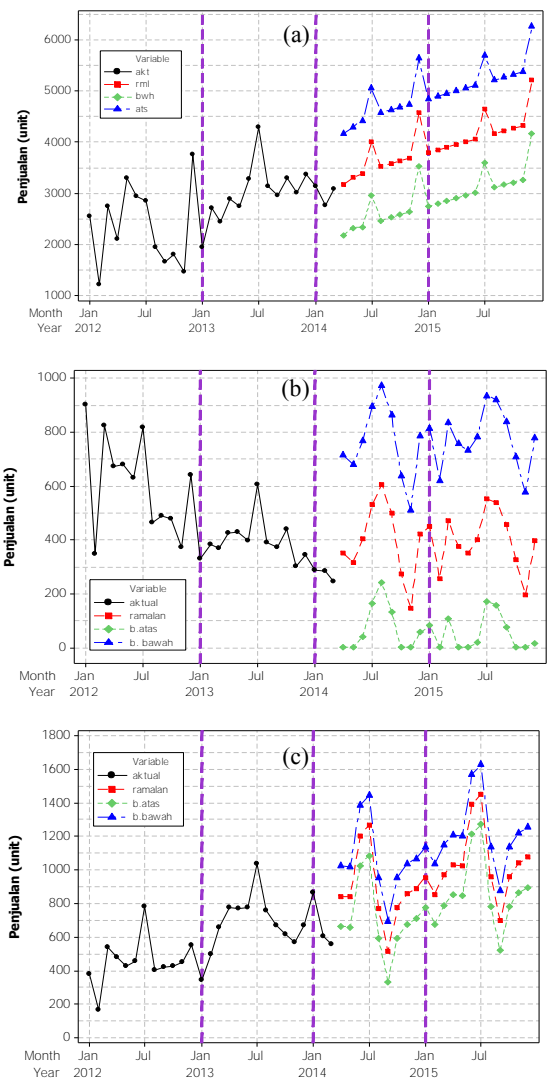 (a)
6000
5000
4000
3000
2000
1000
Penjualan (unit)
Variable
akt
rml
bwh
ats
Month Jan Jul Jan Jul Jan Jul Jan Jul
Year 2012 2013 2014 2015
(b)
1000
800
600
400
200
0
Penjualan (unit)
Variable
aktual
ramalan
b.atas
b. bawah
Month Jan Jul Jan Jul Jan Jul Jan Jul
Year 2012 2013 2014 2015
(c)
1800
1600
1400
1200
1000
800
600
400
200
0
Penjualan (unit)
Variable
aktual
ramalan
b.atas
b.bawah
Month Jan Jul Jan Jul Jan Jul Jan Jul
Year 2012 2013 2014 2015